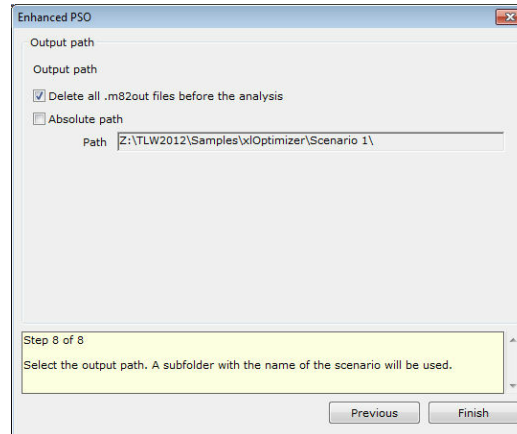 Enhanced PSO
Output path
Output path
Delete all .m82out files before the analysis
Absolute path
Path Z:\TLW2012\Samples\xlOptimizer\Scenario 1\
Step 8 of 8
Select the output path. A subfolder with the name of the scenario will be used.
Previous Finish